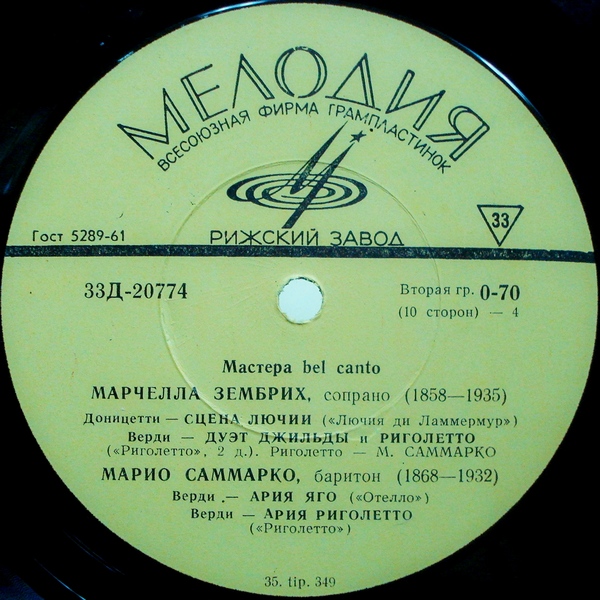 МЕЛОДИЯ
ВСЕСОЮЗНАЯ ФИРМА ГРАМПЛАСТИНОК
Гост 5289-61
РИЖСКИЙ ЗАВОД
33
33Д-20774
Вторая гр. 0-70
(10 сторон) — 4
Мастера bel canto
МАРЧЕЛЛА ЗЕМБРИХ, сопрано (1858—1935)
Доницетти — СЦЕНА ЛЮЧИИ («Лючия ди Ламмермур»)
Верди — ДУЭТ ДЖИЛЬДЫ и РИГОЛЕТТО
(«Риголетто», 2 д.). Риголетто — М. САММАРКО
МАРИО САММАРКО, баритон (1868—1932)
Верди — АРИЯ ЯГО («Отелло»)
Верди — АРИЯ РИГОЛЕТТО
(«Риголетто»)
35. tip. 349